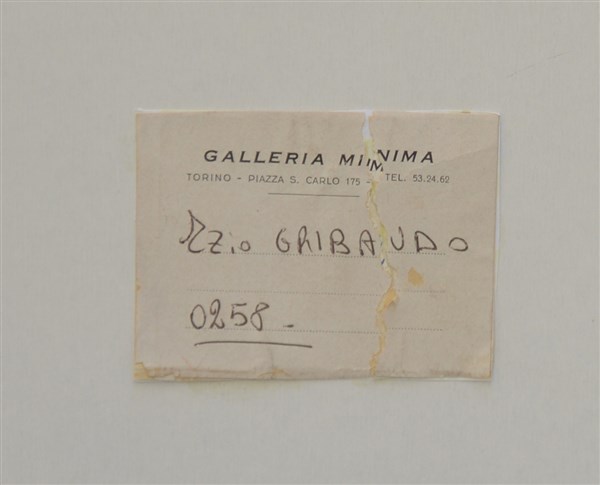 GALLERIA MINIMA
TORINO - PIAZZA S. CARLO 175 - TEL. 53.24.62
Ezio GRIBAUDO
0258 -